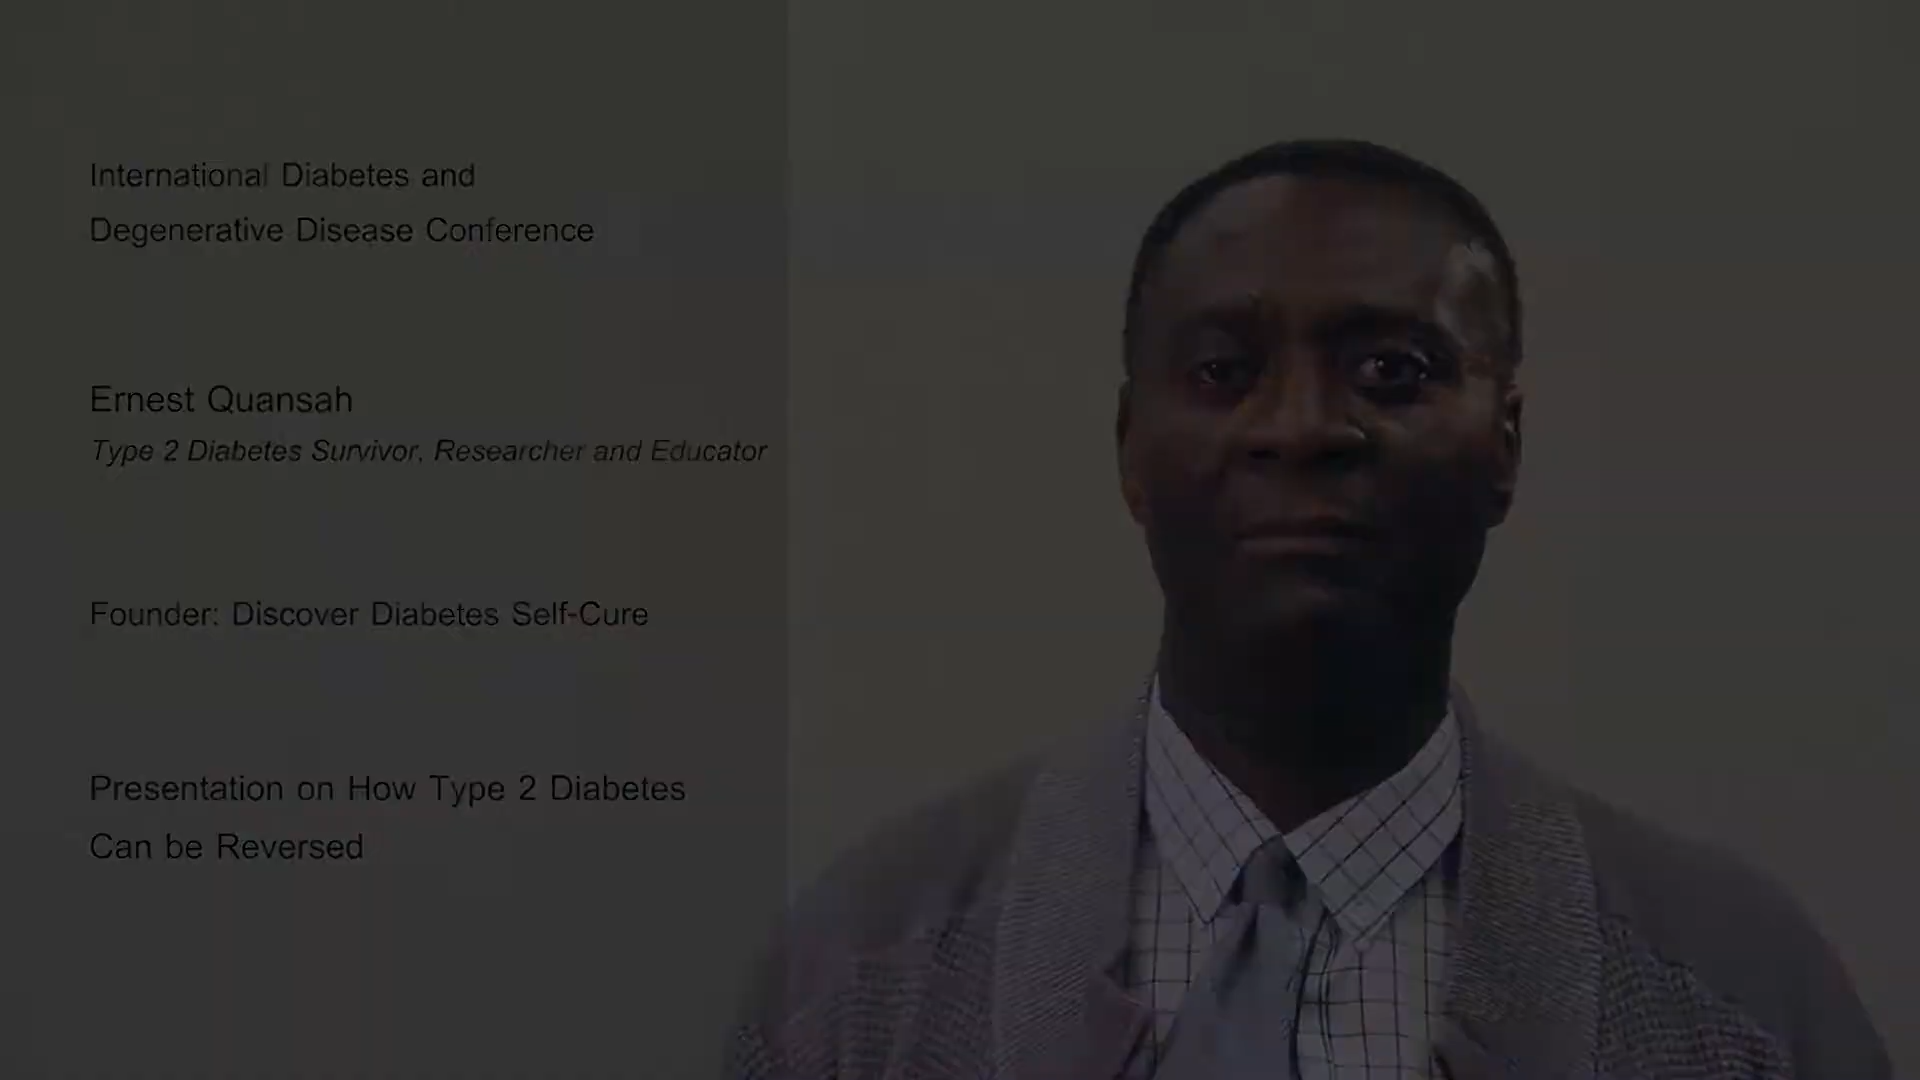 International Diabetes and
Degenerative Disease Conference
Ernest Quansah
Type 2 Diabetes Survivor, Researcher and Educator
Founder: Discover Diabetes Self-Cure
Presentation on How Type 2 Diabetes
Can be Reversed